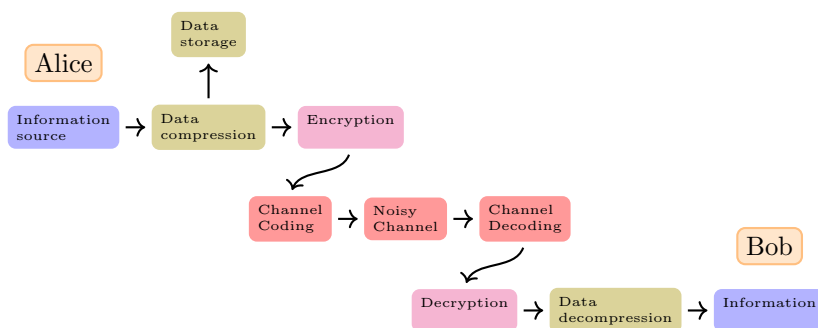 Data
storage
Alice
Information
source
Data
compression
Encryption
Channel
Coding
Noisy
Channel
Channel
Decoding
Bob
Decryption
Data
decompression
Information